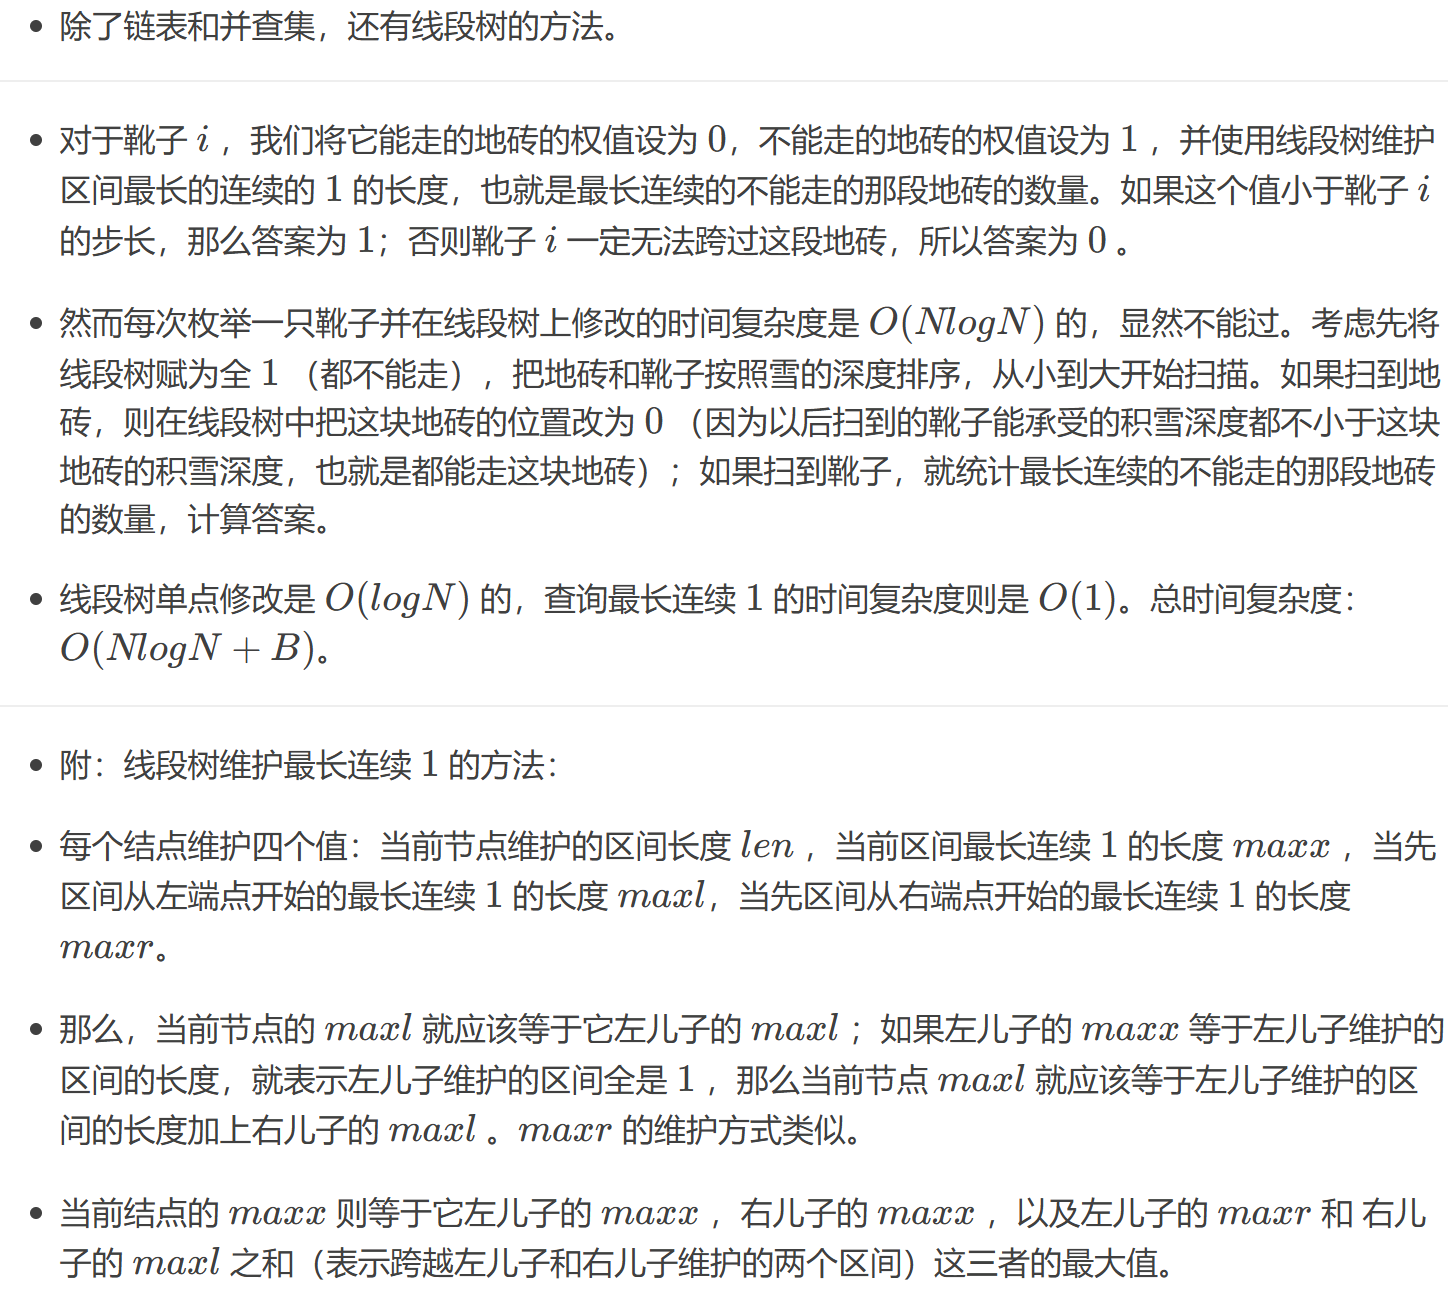 除了链表和并查集，还有线段树的方法。
对于靴子 i ，我们将它能走的地砖的权值设为 0，不能走的地砖的权值设为 1 ，并使用线段树维护
区间最长的连续的 1 的长度，也就是最长连续的不能走的那段地砖的数量。如果这个值小于靴子 i
的步长，那么答案为 1；否则靴子 i 一定无法跨过这段地砖，所以答案为 0 。
然而每次枚举一只靴子并在线段树上修改的时间复杂度是 O(NlogN) 的，显然不能过。考虑先将
线段树赋为全 1 （都不能走），把地砖和靴子按照雪的深度排序，从小到大开始扫描。如果扫到地
砖，则在线段树中把这块地砖的位置改为 0 （因为以后扫到的靴子能承受的积雪深度都不小于这块
地砖的积雪深度，也就是都能走这块地砖）；如果扫到靴子，就统计最长连续的不能走的那段地砖
的数量，计算答案。
线段树单点修改是 O(logN) 的，查询最长连续 1 的时间复杂度则是 O(1)。总时间复杂度：
O(NlogN + B)。
附：线段树维护最长连续 1 的方法：
每个结点维护四个值：当前节点维护的区间长度 len ，当前区间最长连续 1 的长度 maxx ，当先
区间从左端点开始的最长连续 1 的长度 maxl，当先区间从右端点开始的最长连续 1 的长度
maxr。
那么，当前节点的 maxl 就应该等于它左儿子的 maxl ；如果左儿子的 maxx 等于左儿子维护的
区间的长度，就表示左儿子维护的区间全是 1 ，那么当前节点 maxl 就应该等于左儿子维护的区
间的长度加上右儿子的 maxl 。maxr 的维护方式类似。
当前结点的 maxx 则等于它左儿子的 maxx ，右儿子的 maxx ，以及左儿子的 maxr 和 右儿
子的 maxl 之和（表示跨越左儿子和右儿子维护的两个区间）这三者的最大值。